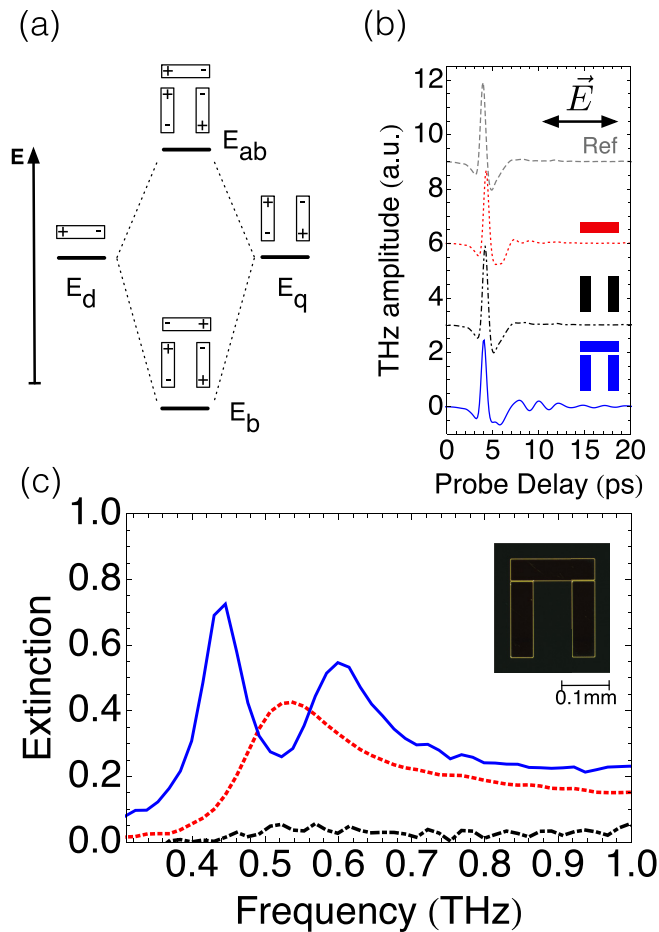 (a)
+ -
+ -
- +
E
E_ab
+ -
+ -
- +
E_d
E_q
- +
+ -
- +
E_b
(b)
12
10
8
6
4
2
0
THz amplitude (a.u.)
E⃗
Ref
0 5 10 15 20
Probe Delay (ps)
(c)
1.0
0.8
0.6
0.4
0.2
0.0
Extinction
0.1mm
0.4 0.5 0.6 0.7 0.8 0.9 1.0
Frequency (THz)